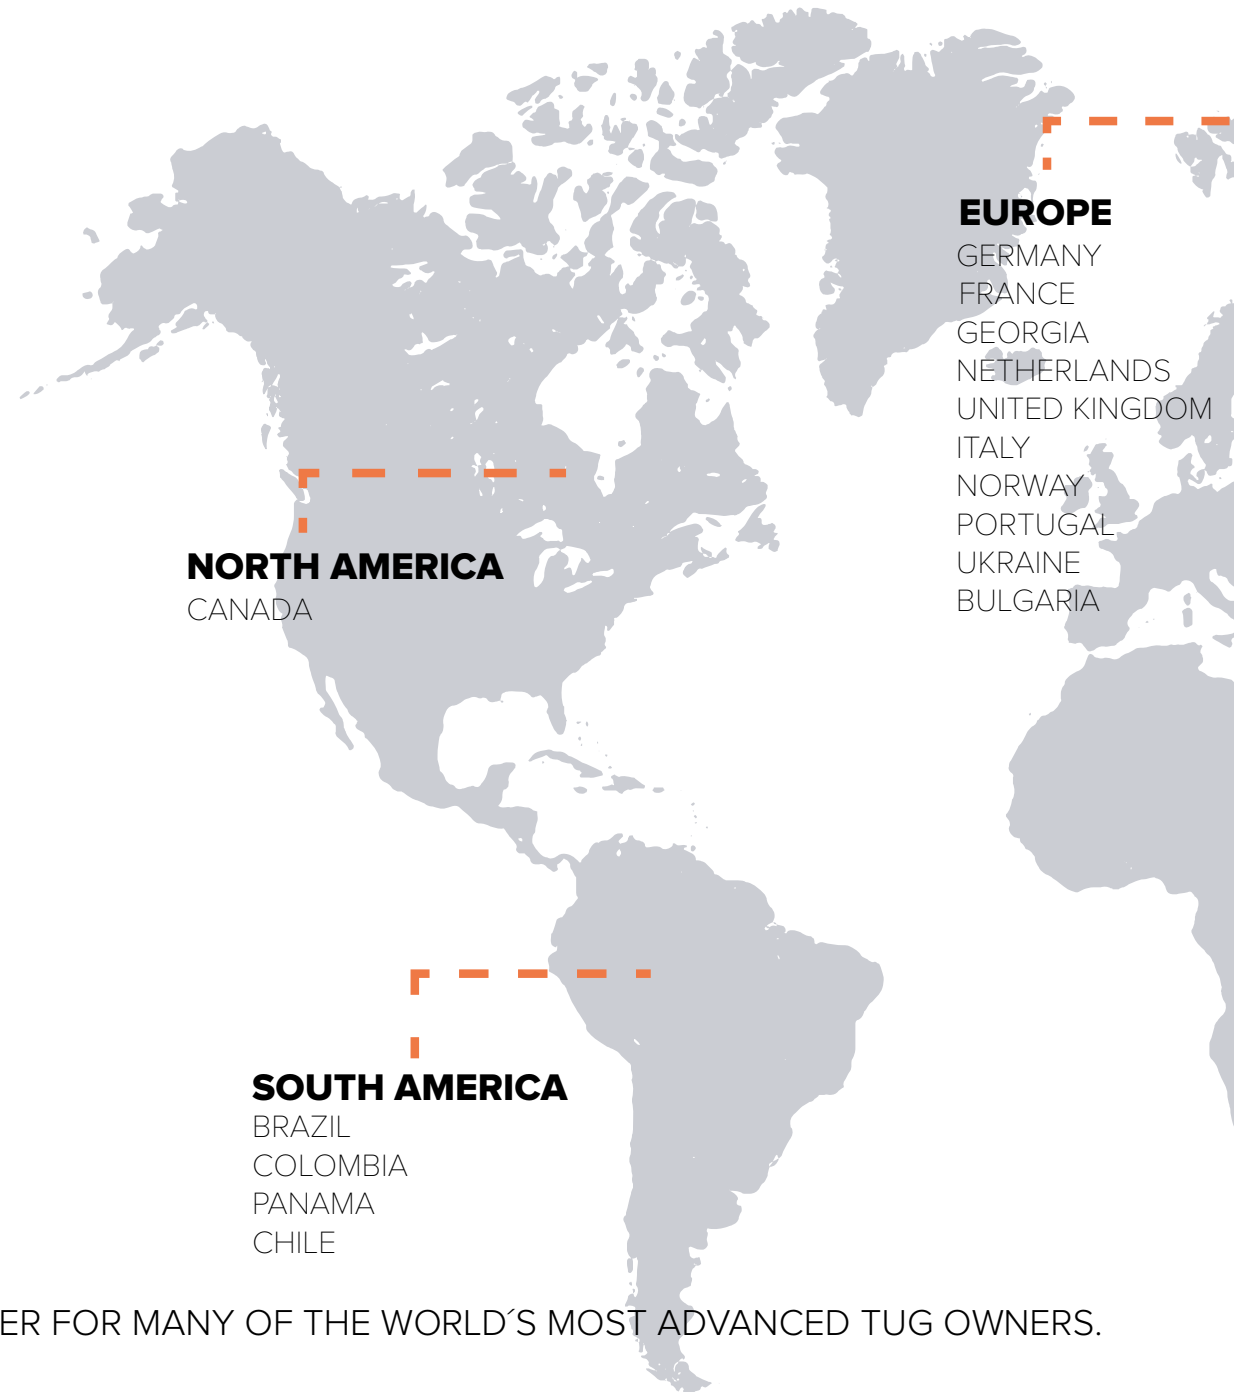 EUROPE
GERMANY
FRANCE
GEORGIA
NETHERLANDS
UNITED KINGDOM
ITALY
NORWAY
PORTUGAL
UKRAINE
BULGARIA
NORTH AMERICA
CANADA
SOUTH AMERICA
BRAZIL
COLOMBIA
PANAMA
CHILE
ER FOR MANY OF THE WORLD´S MOST ADVANCED TUG OWNERS.